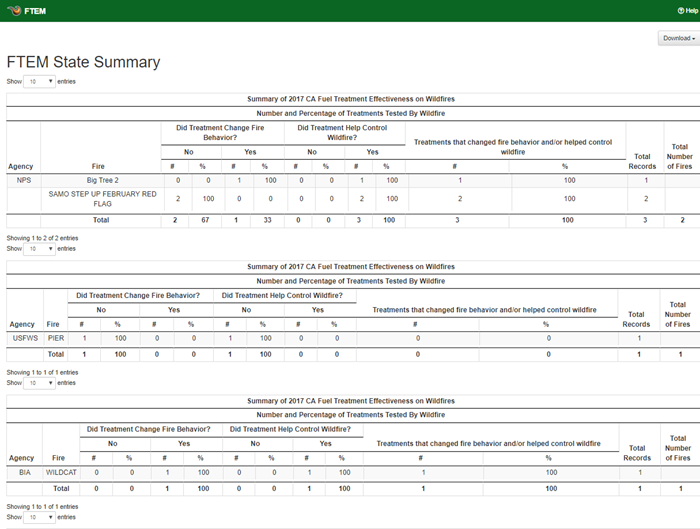 FTEM
Help
Download
FTEM State Summary
Show 10 entries
Summary of 2017 CA Fuel Treatment Effectiveness on Wildfires
Number and Percentage of Treatments Tested By Wildfire
Agency Fire Did Treatment Change Fire Behavior? Did Treatment Help Control Wildfire? Treatments that changed fire behavior and/or helped control wildfire Total Records Total Number of Fires
No Yes No Yes
# % # % # % # % # %
NPS Big Tree 2 0 0 1 100 0 0 1 100 1 100 1
SAMO STEP UP FEBRUARY RED FLAG 2 100 0 0 0 0 2 100 2 100 2
Total 2 67 1 33 0 0 3 100 3 100 3 2
Showing 1 to 2 of 2 entries
Show 10 entries
Summary of 2017 CA Fuel Treatment Effectiveness on Wildfires
Number and Percentage of Treatments Tested By Wildfire
Agency Fire Did Treatment Change Fire Behavior? Did Treatment Help Control Wildfire? Treatments that changed fire behavior and/or helped control wildfire Total Records Total Number of Fires
No Yes No Yes
# % # % # % # % # %
USFWS PIER 1 100 0 0 1 100 0 0 0 0 1
Total 1 100 0 0 1 100 0 0 0 0 1 1
Showing 1 to 1 of 1 entries
Show 10 entries
Summary of 2017 CA Fuel Treatment Effectiveness on Wildfires
Number and Percentage of Treatments Tested By Wildfire
Agency Fire Did Treatment Change Fire Behavior? Did Treatment Help Control Wildfire? Treatments that changed fire behavior and/or helped control wildfire Total Records Total Number of Fires
No Yes No Yes
# % # % # % # % # %
BIA WILDCAT 0 0 1 100 0 0 1 100 1 100 1
Total 0 0 1 100 0 0 1 100 1 100 1 1
Showing 1 to 1 of 1 entries
Show 10 entries